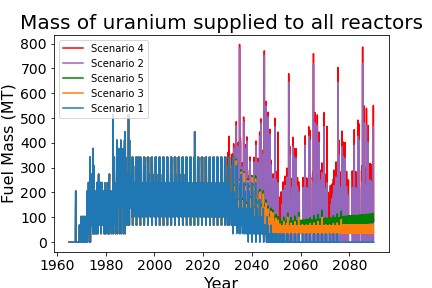 Mass of uranium supplied to all reactors
Fuel Mass (MT)
800
700
600
500
400
300
200
100
0
Scenario 4
Scenario 2
Scenario 5
Scenario 3
Scenario 1
1960 1980 2000 2020 2040 2060 2080
Year